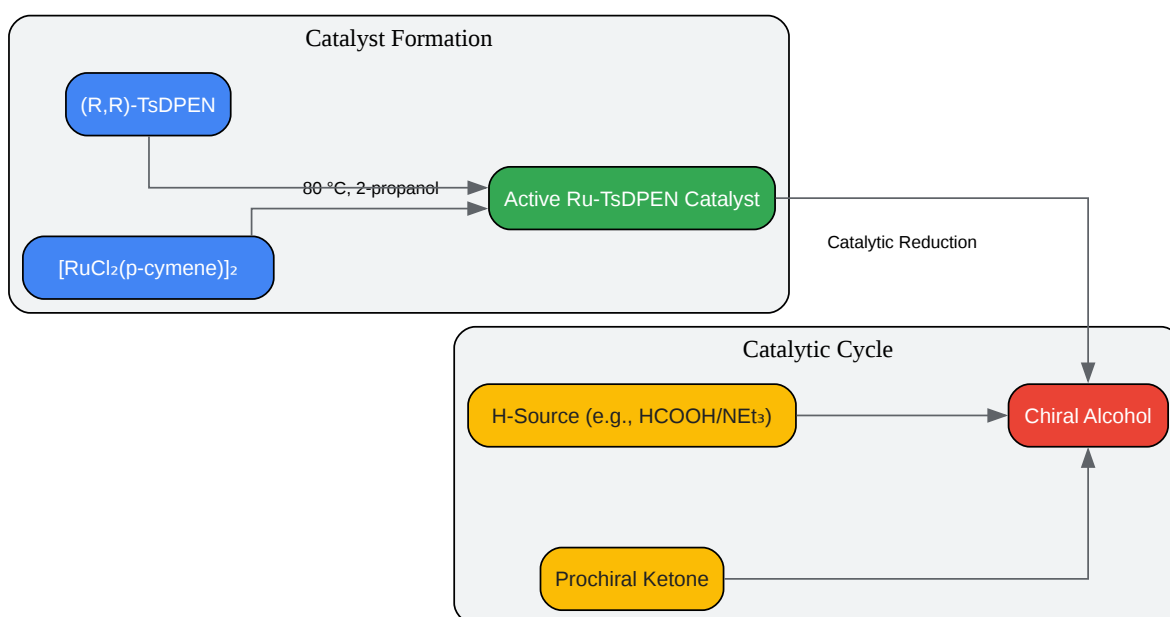 Catalyst Formation
(R,R)-TsDPEN
80 °C, 2-propanol
Active Ru-TsDPEN Catalyst
[RuCl₂(p-cymene)]₂
Catalytic Reduction
Catalytic Cycle
H-Source (e.g., HCOOH/NEt₃)
Chiral Alcohol
Prochiral Ketone